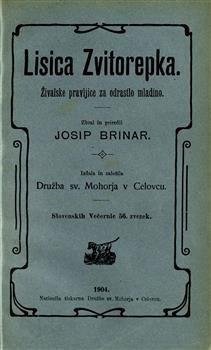 Lisica Zvitorepka.
Živalske pravljice za odrastlo mladino.
Zbral in priredil
JOSIP BRINAR.
Izdala in založila
Družba sv. Mohorja v Celovcu.
Slovenskih Večernic 56. zvezek.
1904.
Natisnila tiskarna Družbe sv. Mohorja v Celovcu.